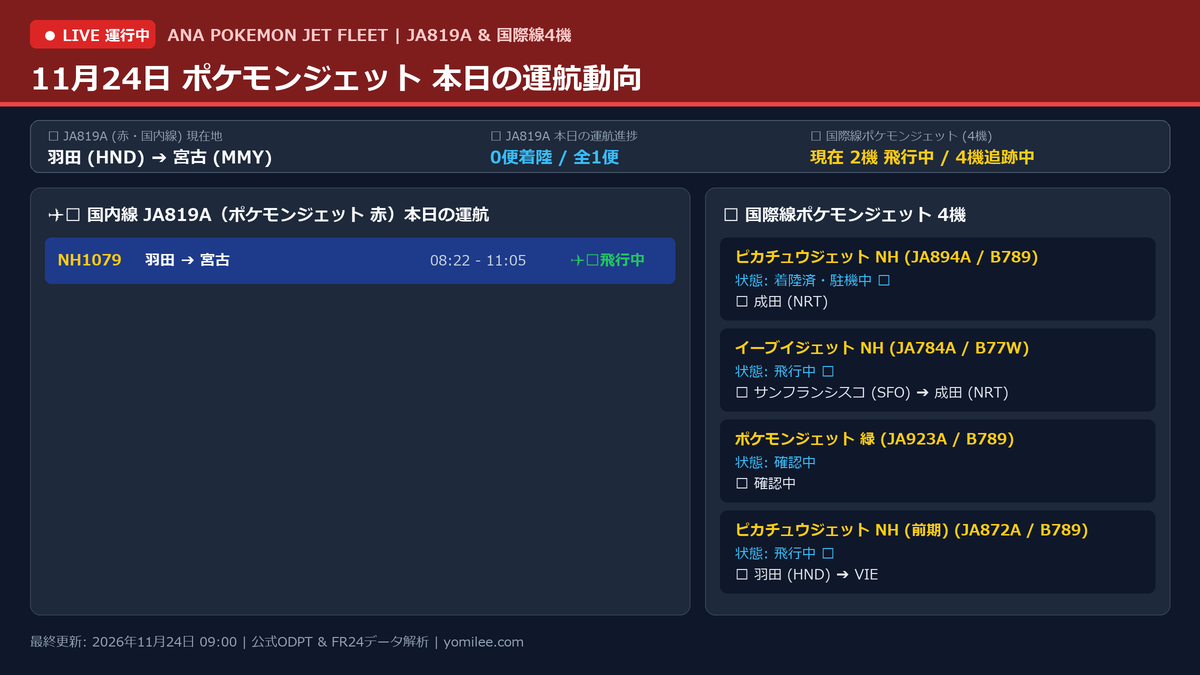 ● LIVE 運行中 ANA POKEMON JET FLEET | JA819A & 国際線4機
11月24日 ポケモンジェット 本日の運航動向
□ JA819A (赤・国内線) 現在地
羽田 (HND) → 宮古 (MMY)
□ JA819A 本日の運航進捗
0便着陸 / 全1便
□ 国際線ポケモンジェット (4機)
現在 2機 飛行中 / 4機追跡中
✈□ 国内線 JA819A（ポケモンジェット 赤）本日の運航
NH1079 羽田 → 宮古 08:22 - 11:05 ✈□飛行中
□ 国際線ポケモンジェット 4機
ピカチュウジェット NH (JA894A / B789)
状態: 着陸済・駐機中 □
□ 成田 (NRT)
イーブイジェット NH (JA784A / B77W)
状態: 飛行中 □
□ サンフランシスコ (SFO) → 成田 (NRT)
ポケモンジェット 緑 (JA923A / B789)
状態: 確認中
□ 確認中
ピカチュウジェット NH (前期) (JA872A / B789)
状態: 飛行中 □
□ 羽田 (HND) → VIE
最終更新: 2026年11月24日 09:00 | 公式ODPT & FR24データ解析 | yomilee.com